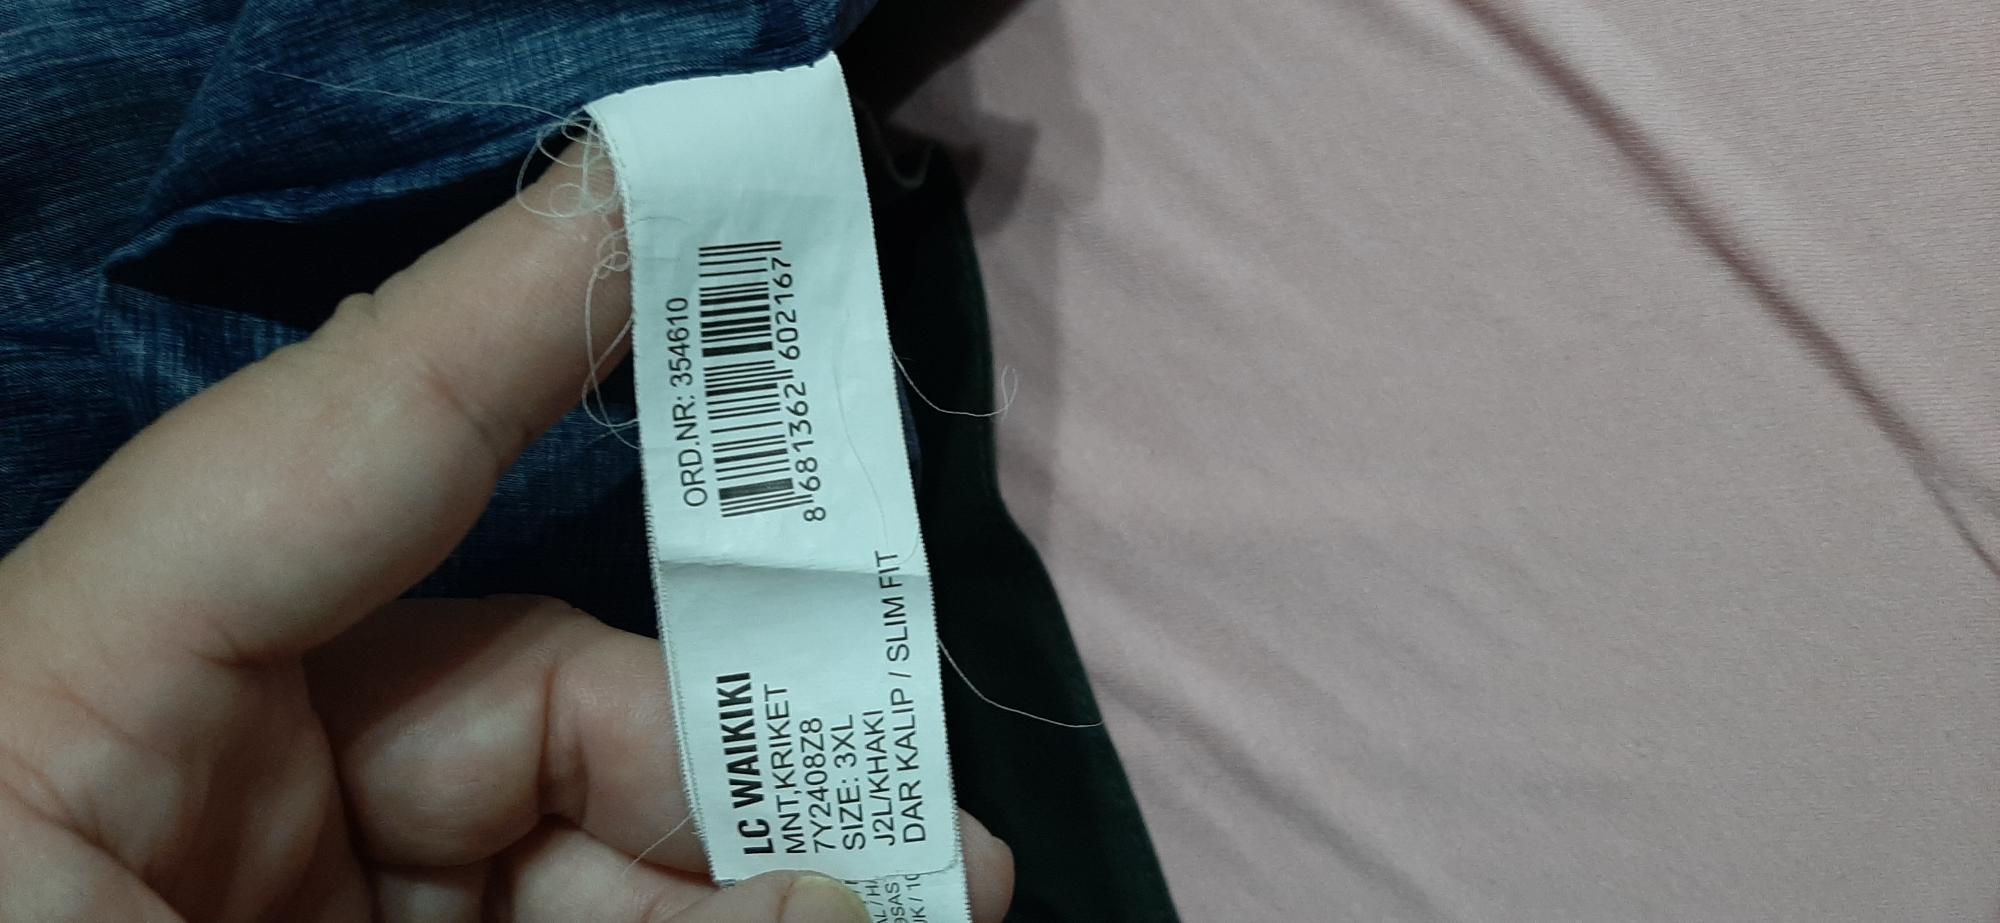 ORD.NR: 354610
8 681362 602167
LC WAIKIKI
MNT,KRIKET
7Y2408Z8
SIZE: 3XL
J2L/KHAKI
DAR KALIP / SLIM FIT